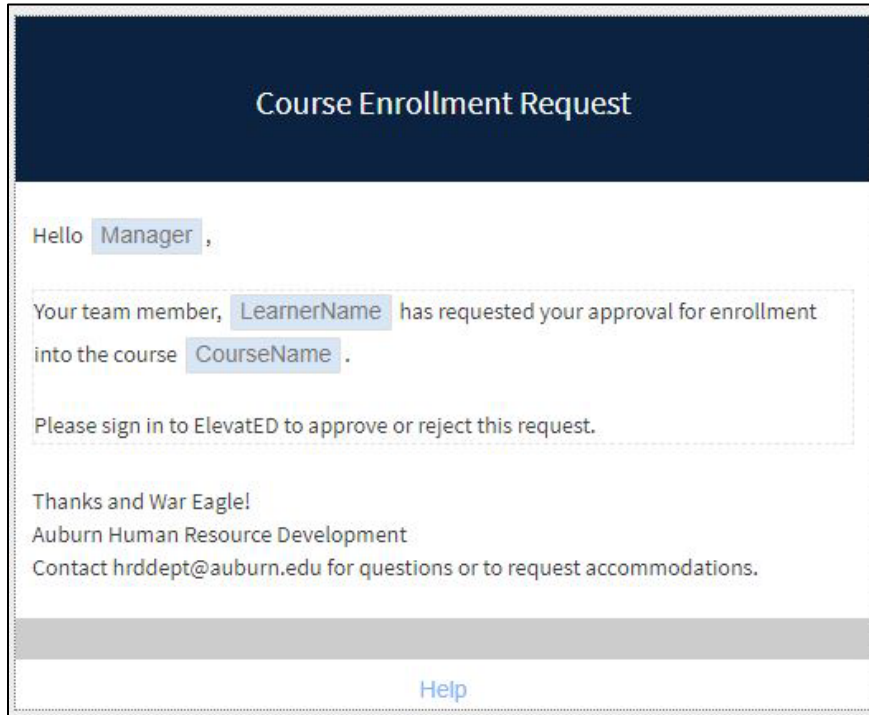 Course Enrollment Request
Hello Manager ,
Your team member, LearnerName has requested your approval for enrollment
into the course CourseName .
Please sign in to ElevatED to approve or reject this request.
Thanks and War Eagle!
Auburn Human Resource Development
Contact hrddept@auburn.edu for questions or to request accommodations.
Help